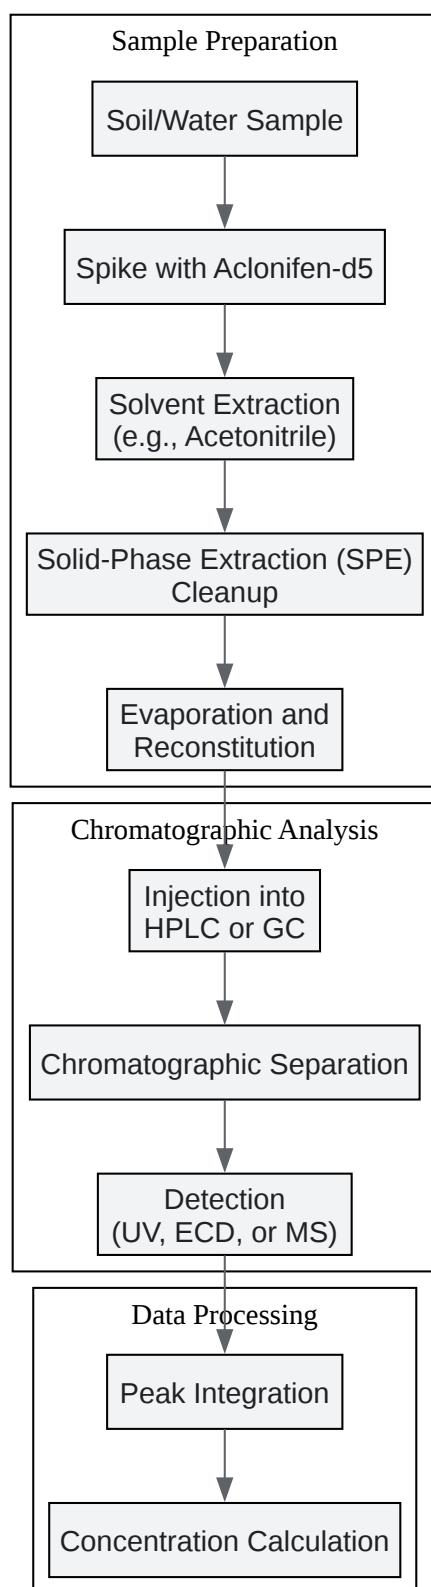 Sample Preparation
Soil/Water Sample
Spike with Aclonifen-d5
Solvent Extraction
(e.g., Acetonitrile)
Solid-Phase Extraction (SPE)
Cleanup
Evaporation and
Reconstitution
Chromatographic Analysis
Injection into
HPLC or GC
Chromatographic Separation
Detection
(UV, ECD, or MS)
Data Processing
Peak Integration
Concentration Calculation